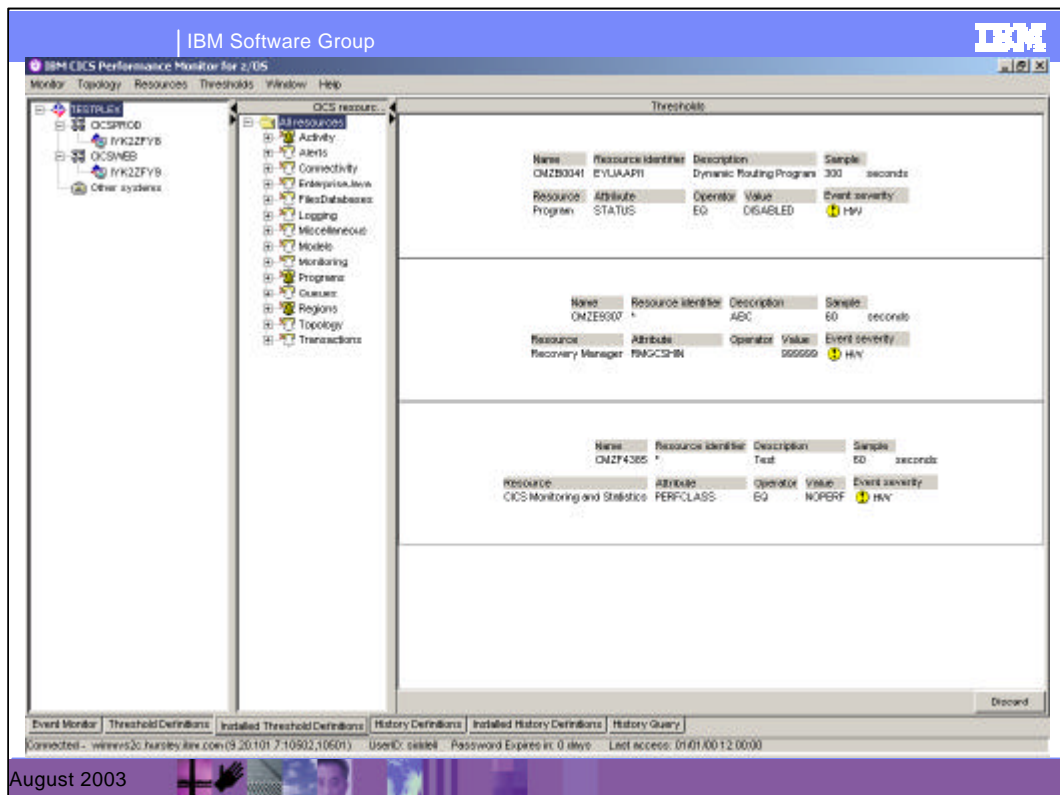 IBM Software Group
IBM
IBM CICS Performance Monitor for z/OS
Monitor Topology Resources Thresholds Window Help
TESTPLEX
CICSPROD
IYK2ZFY8
CICSWEB
IYK2ZFY9
Other systems
CICS resourc...
All resources
Activity
Alerts
Connectivity
EnterpriseJava
FilesDatabases
Logging
Miscellaneous
Models
Monitoring
Programs
Queues
Regions
Topology
Transactions
Thresholds
Name Resource identifier Description Sample
EYUAAP11 Dynamic Routing Program 300 seconds
Resource Attribute Operator Value Event severity
Program STATUS EQ DISABLED HW
Name Resource identifier Description Sample
CMZE9307 * ABC 60 seconds
Resource Attribute Operator Value Event severity
Recovery Manager 999999 HW
Name Resource identifier Description Sample
CMZF4385 * Test 60 seconds
Resource Attribute Operator Value Event severity
CICS Monitoring and Statistics PERFCLASS EQ NOPERF HW
Discard
Event Monitor Threshold Definitions Installed Threshold Definitions History Definitions Installed History Definitions History Query
Connected - winmvs2c.hursley.ibm.com (9.20.101.7:10502,10501) UserID: Password Expires in: 0 days Last access: 01/01/00 12:00:00
August 2003